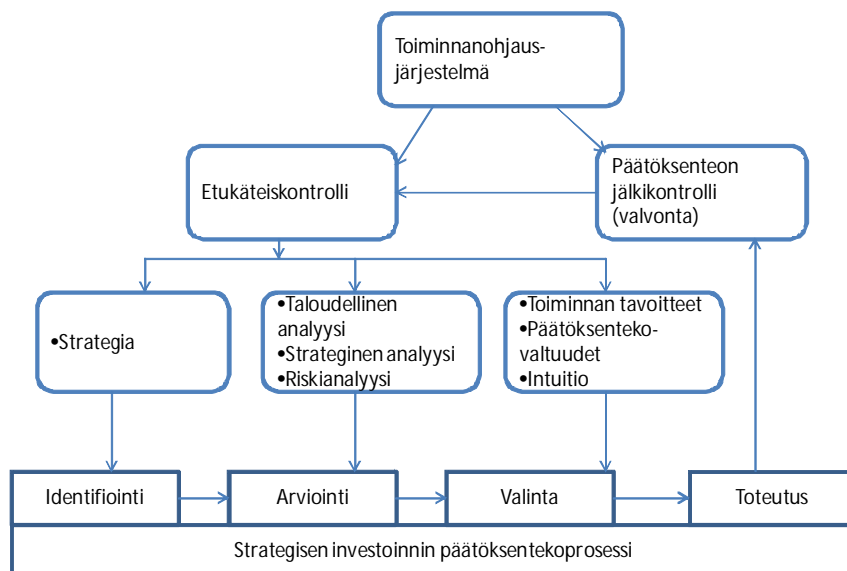 Toiminnanohjaus-
järjestelmä
Etukäteiskontrolli
Päätöksenteon
jälkikontrolli
(valvonta)
•Strategia
•Taloudellinen
analyysi
•Strateginen analyysi
•Riskianalyysi
•Toiminnan tavoitteet
•Päätöksenteko-
valtuudet
•Intuitio
Identifiointi
Arviointi
Valinta
Toteutus
Strategisen investoinnin päätöksentekoprosessi